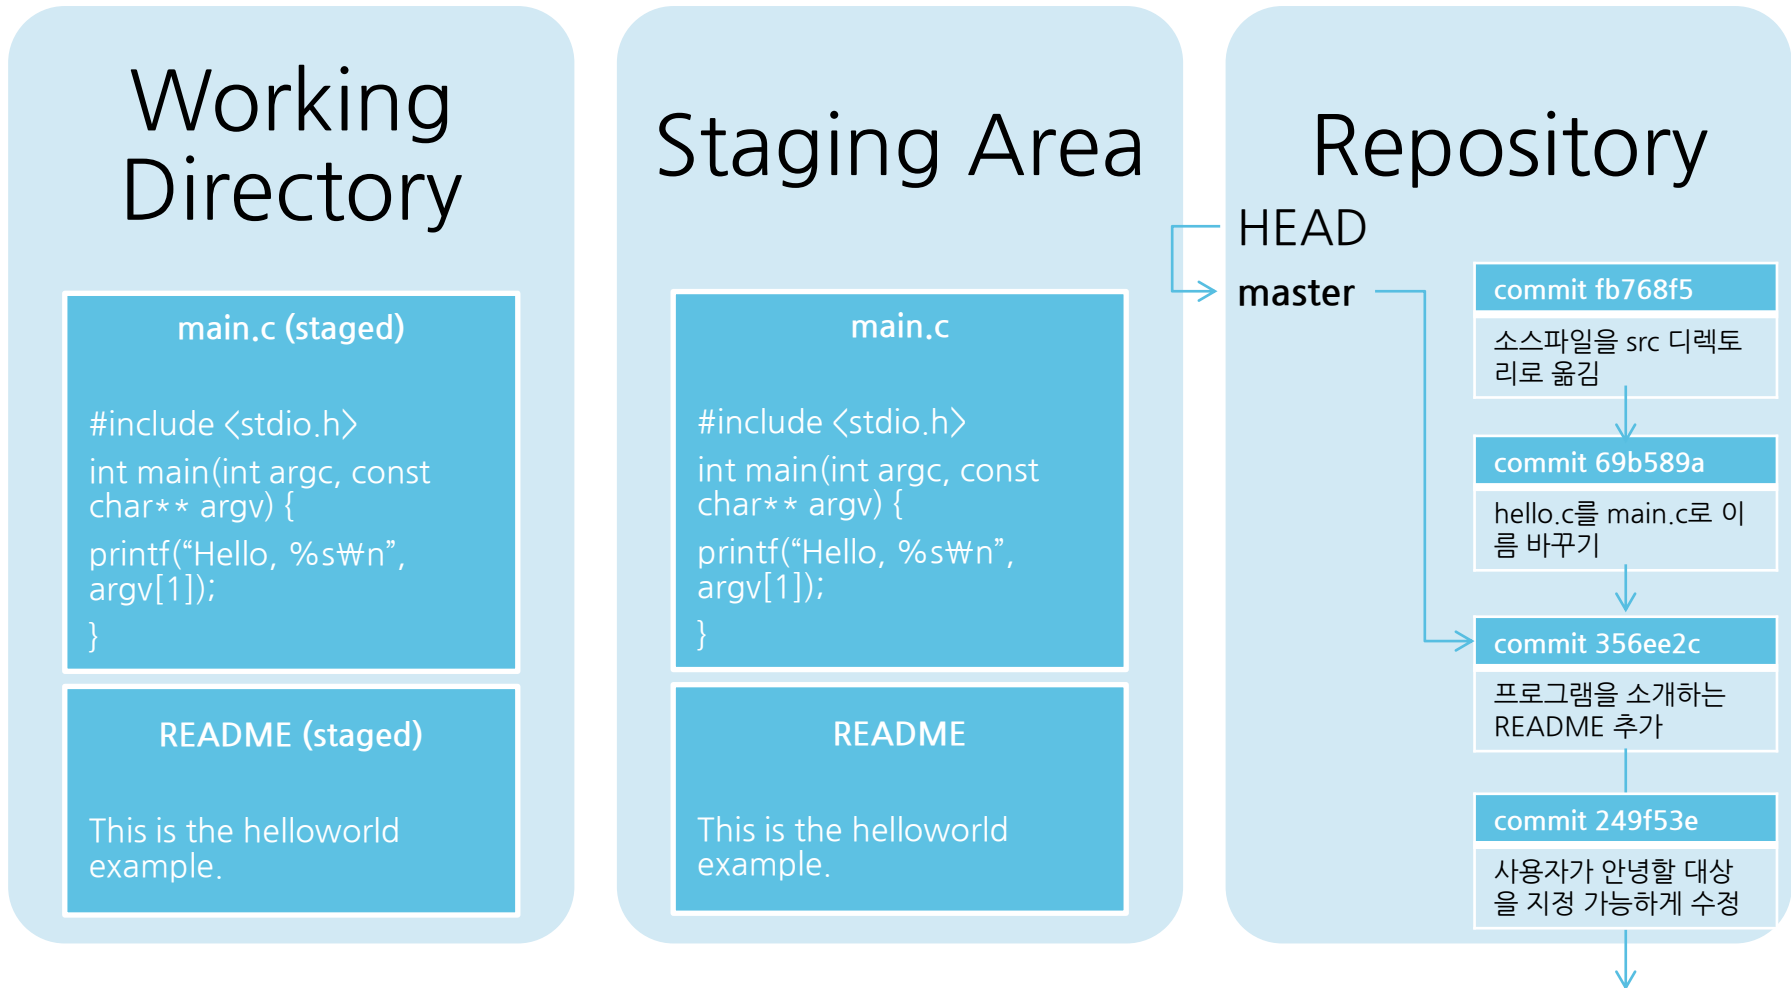 Working
Directory
main.c (staged)
#include <stdio.h>
int main(int argc, const
char** argv) {
printf(“Hello, %s₩n”,
argv[1]);
}
README (staged)
This is the helloworld
example.
Staging Area
main.c
#include <stdio.h>
int main(int argc, const
char** argv) {
printf(“Hello, %s₩n”,
argv[1]);
}
README
This is the helloworld
example.
Repository
HEAD
master
commit fb768f5
소스파일을 src 디렉토
리로 옮김
commit 69b589a
hello.c를 main.c로 이
름 바꾸기
commit 356ee2c
프로그램을 소개하는
README 추가
commit 249f53e
사용자가 안녕할 대상
을 지정 가능하게 수정